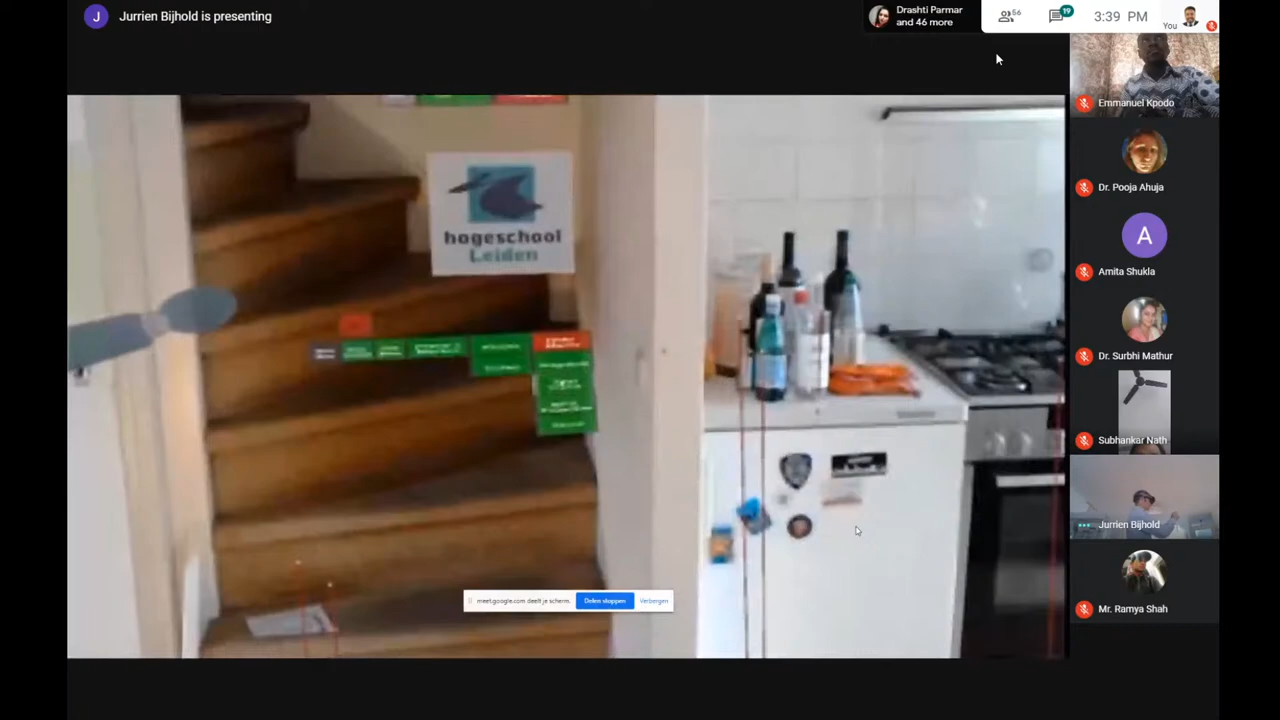 J
Jurrien Bijhold is presenting
Drashti Parmar
and 46 more
56
19
3:39 PM
You
Emmanuel Kpodo
Dr. Pooja Ahuja
A
Amita Shukla
Dr. Surbhi Mathur
Subhankar Nath
Jurrien Bijhold
Mr. Ramya Shah
hogeschool
Leiden
meet.google.com deelt je scherm.
Delen stoppen
Verbergen